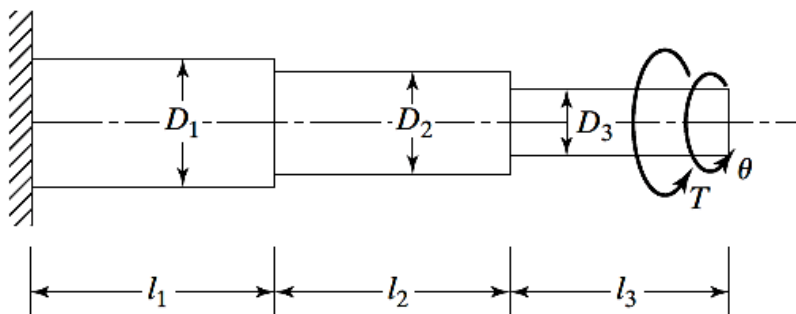 D₁ D₂ D₃
T θ
l₁ l₂ l₃